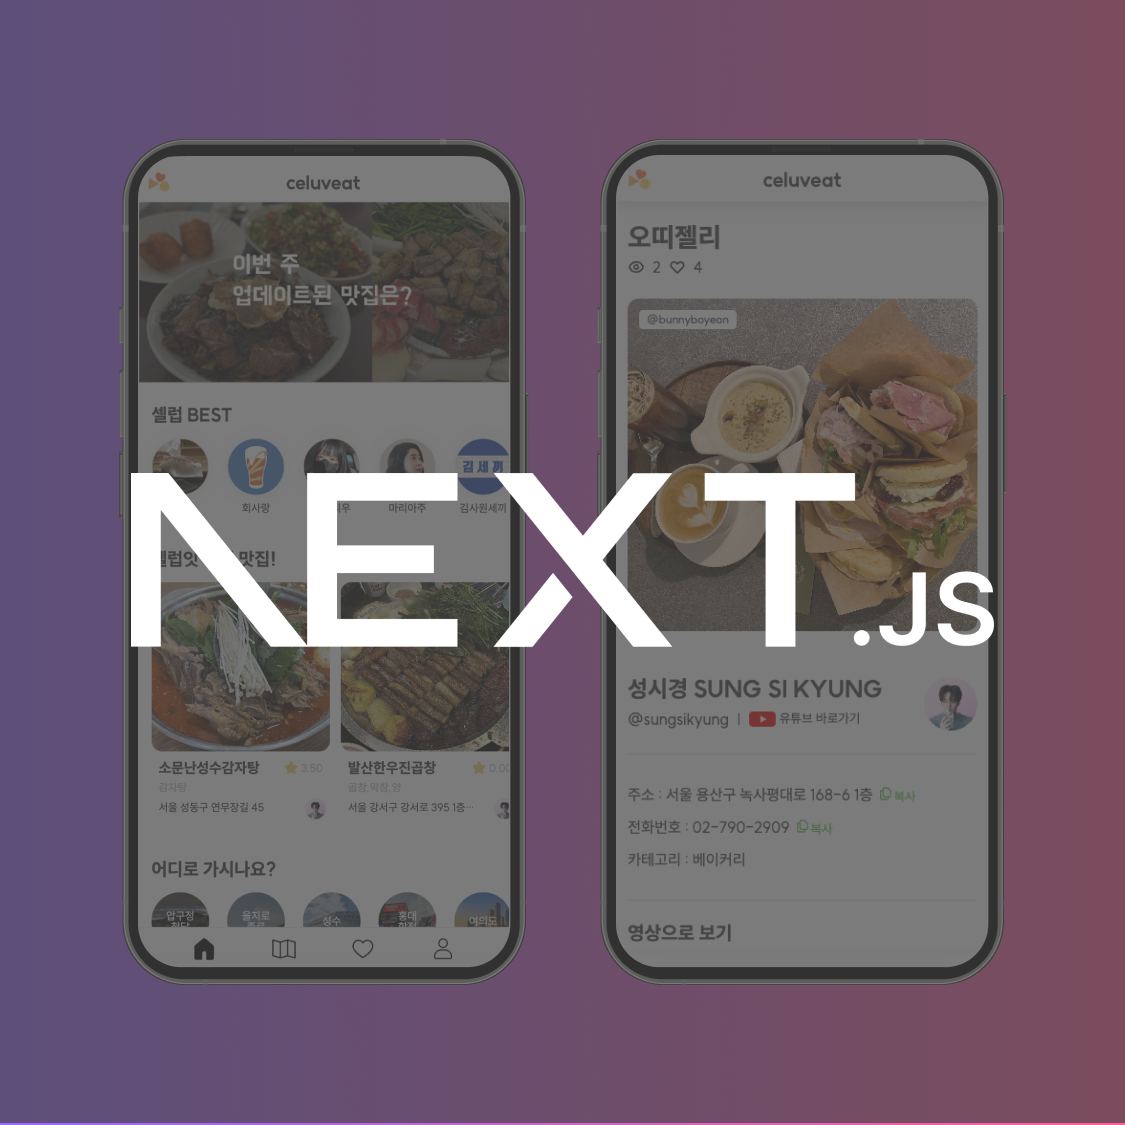 celuveat
이번 주
업데이트된 맛집은?
셀럽 BEST
회사랑
마리아주
김세끼
김사원세끼
맛집!
소문난성수감자탕
3.50
감자탕
서울 성동구 연무장길 45
발산한우진곱창
0.00
곱창,막창,양
서울 강서구 강서로 395 1층…
어디로 가시나요?
압구정
을지로
성수
홍대
여의도
NEXT.JS
celuveat
오띠젤리
2 4
@bunnyboyeon
성시경 SUNG SI KYUNG
@sungsikyung | 유튜브 바로가기
주소 : 서울 용산구 녹사평대로 168-6 1층 복사
전화번호 : 02-790-2909 복사
카테고리 : 베이커리
영상으로 보기